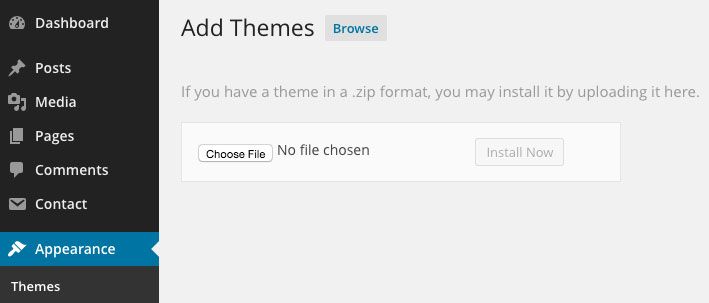 Dashboard
Posts
Media
Pages
Comments
Contact
Appearance
Themes
Add Themes Browse
If you have a theme in a .zip format, you may install it by uploading it here.
Choose File No file chosen Install Now